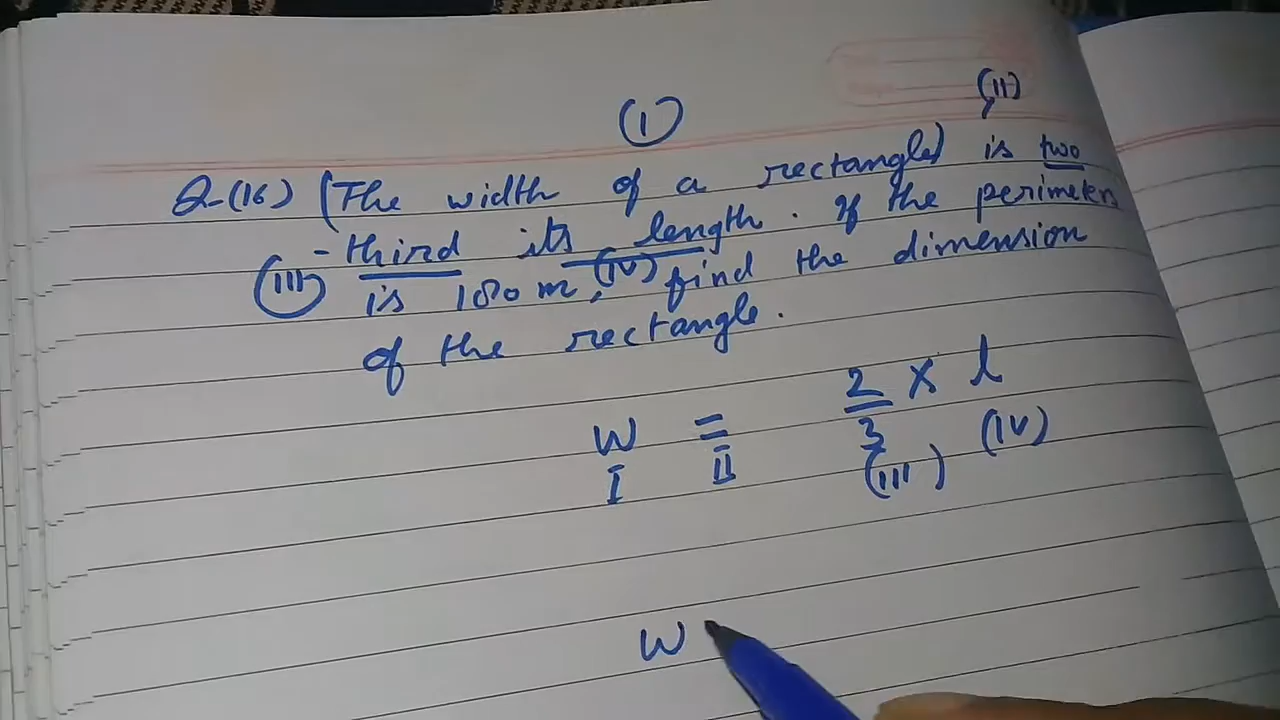 (I) (II)
Q-(16) (The width of a rectangle) is two
-third its length. If the perimeter
(III) is 180 m, (IV) find the dimension
of the rectangle.
W = 2/3 × l
I II (III) (IV)
W